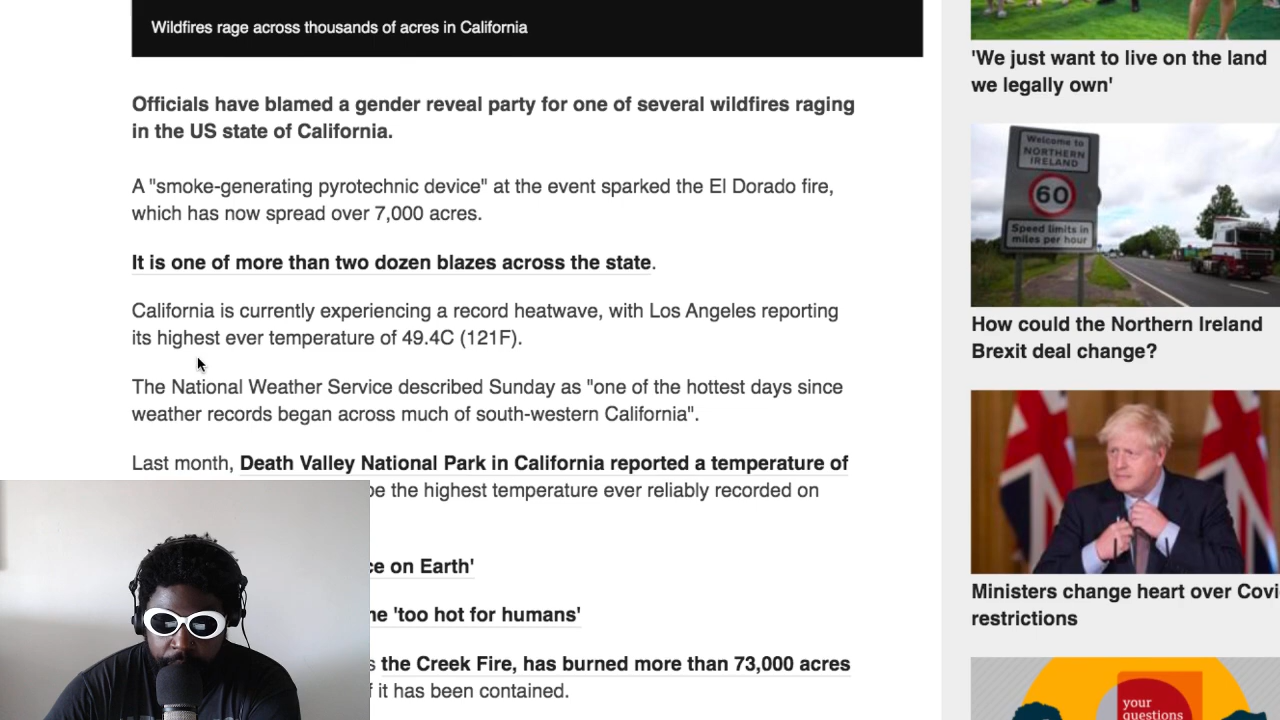 Wildfires rage across thousands of acres in California
Officials have blamed a gender reveal party for one of several wildfires raging
in the US state of California.
A "smoke-generating pyrotechnic device" at the event sparked the El Dorado fire,
which has now spread over 7,000 acres.
It is one of more than two dozen blazes across the state.
California is currently experiencing a record heatwave, with Los Angeles reporting
its highest ever temperature of 49.4C (121F).
The National Weather Service described Sunday as "one of the hottest days since
weather records began across much of south-western California".
Last month, Death Valley National Park in California reported a temperature of
be the highest temperature ever reliably recorded on
ce on Earth'
'too hot for humans'
the Creek Fire, has burned more than 73,000 acres
it has been contained.
'We just want to live on the land
we legally own'
Welcome to
NORTHERN
IRELAND
60
Speed limits in
miles per hour
How could the Northern Ireland
Brexit deal change?
Ministers change heart over Covi
restrictions
your
questions